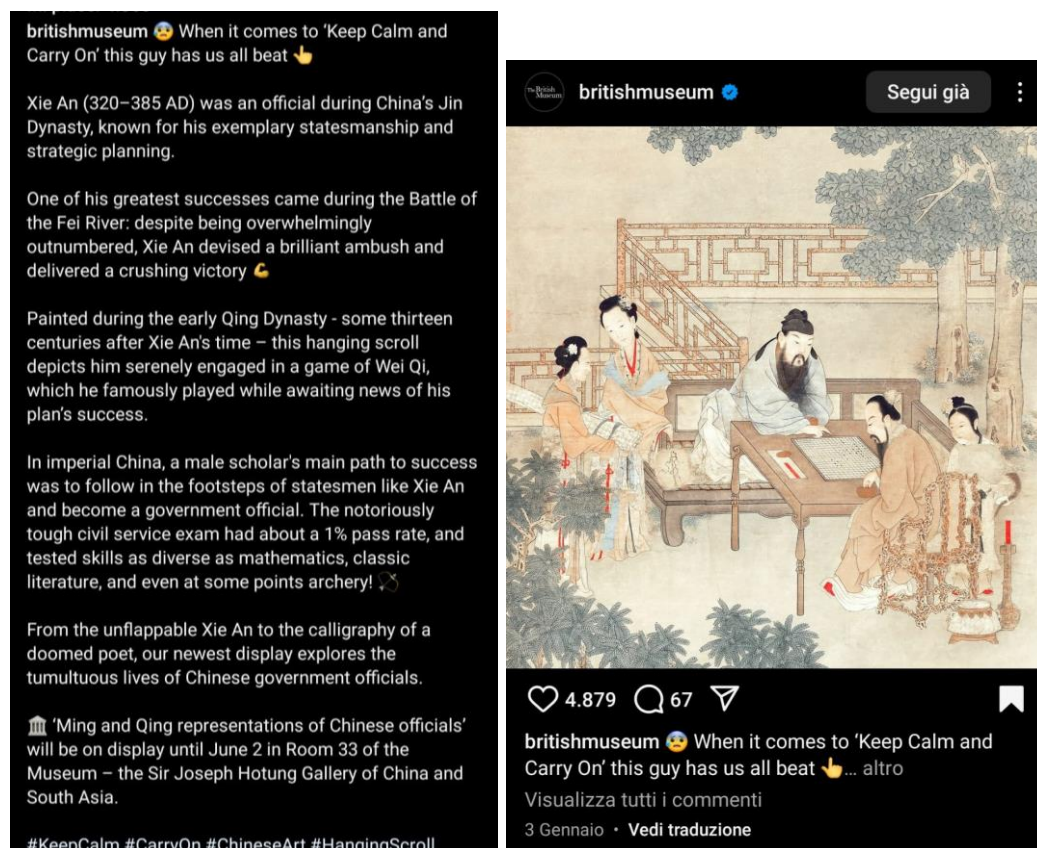 britishmuseum 😰 When it comes to ‘Keep Calm and
Carry On’ this guy has us all beat 👆
Xie An (320–385 AD) was an official during China’s Jin
Dynasty, known for his exemplary statesmanship and
strategic planning.
One of his greatest successes came during the Battle of
the Fei River: despite being overwhelmingly
outnumbered, Xie An devised a brilliant ambush and
delivered a crushing victory 💪
Painted during the early Qing Dynasty - some thirteen
centuries after Xie An's time – this hanging scroll
depicts him serenely engaged in a game of Wei Qi,
which he famously played while awaiting news of his
plan’s success.
In imperial China, a male scholar's main path to success
was to follow in the footsteps of statesmen like Xie An
and become a government official. The notoriously
tough civil service exam had about a 1% pass rate, and
tested skills as diverse as mathematics, classic
literature, and even at some points archery! 🏹
From the unflappable Xie An to the calligraphy of a
doomed poet, our newest display explores the
tumultuous lives of Chinese government officials.
🏛️ ‘Ming and Qing representations of Chinese officials’
will be on display until June 2 in Room 33 of the
Museum – the Sir Joseph Hotung Gallery of China and
South Asia.
#KeepCalm #CarryOn #ChineseArt #HangingScroll
The British
Museum
britishmuseum
Segui già
4.879 67
britishmuseum 😰 When it comes to ‘Keep Calm and
Carry On’ this guy has us all beat 👆... altro
Visualizza tutti i commenti
3 Gennaio • Vedi traduzione